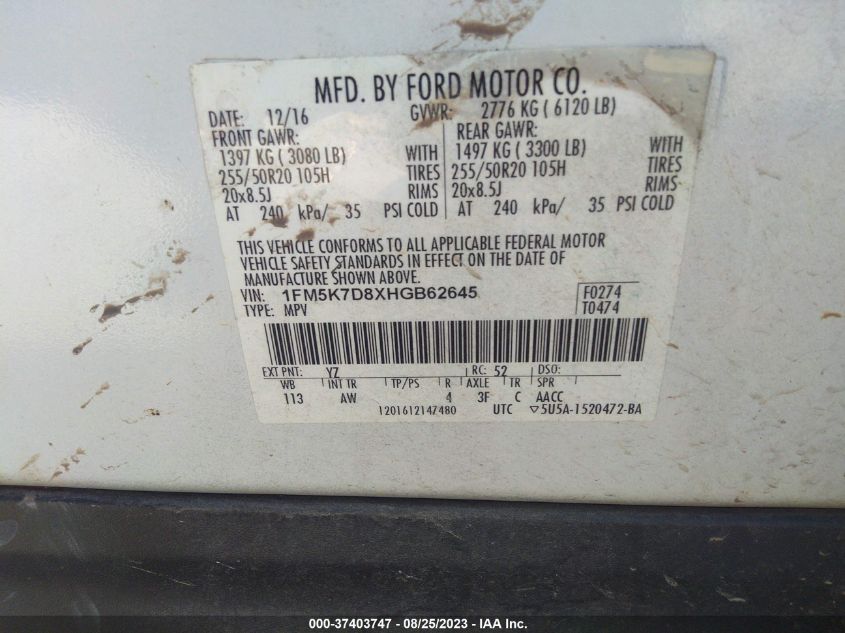 MFD. BY FORD MOTOR CO.
DATE: 12/16 GVWR: 2776 KG ( 6120 LB)
FRONT GAWR: REAR GAWR:
1397 KG ( 3080 LB) WITH 1497 KG ( 3300 LB) WITH
255/50R20 105H TIRES 255/50R20 105H TIRES
20x8.5J RIMS 20x8.5J RIMS
AT 240 kPa/ 35 PSI COLD AT 240 kPa/ 35 PSI COLD
THIS VEHICLE CONFORMS TO ALL APPLICABLE FEDERAL MOTOR
VEHICLE SAFETY STANDARDS IN EFFECT ON THE DATE OF
MANUFACTURE SHOWN ABOVE.
VIN: 1FM5K7D8XHGB62645 F0274
TYPE: MPV T0474
EXT PNT: YZ RC: 52 DSO:
WB INT TR TP/PS R AXLE TR SPR
113 AW 4 3F C AACC
1201612147480 UTC ▽5U5A-1520472-BA
000-37403747 - 08/25/2023 - IAA Inc.